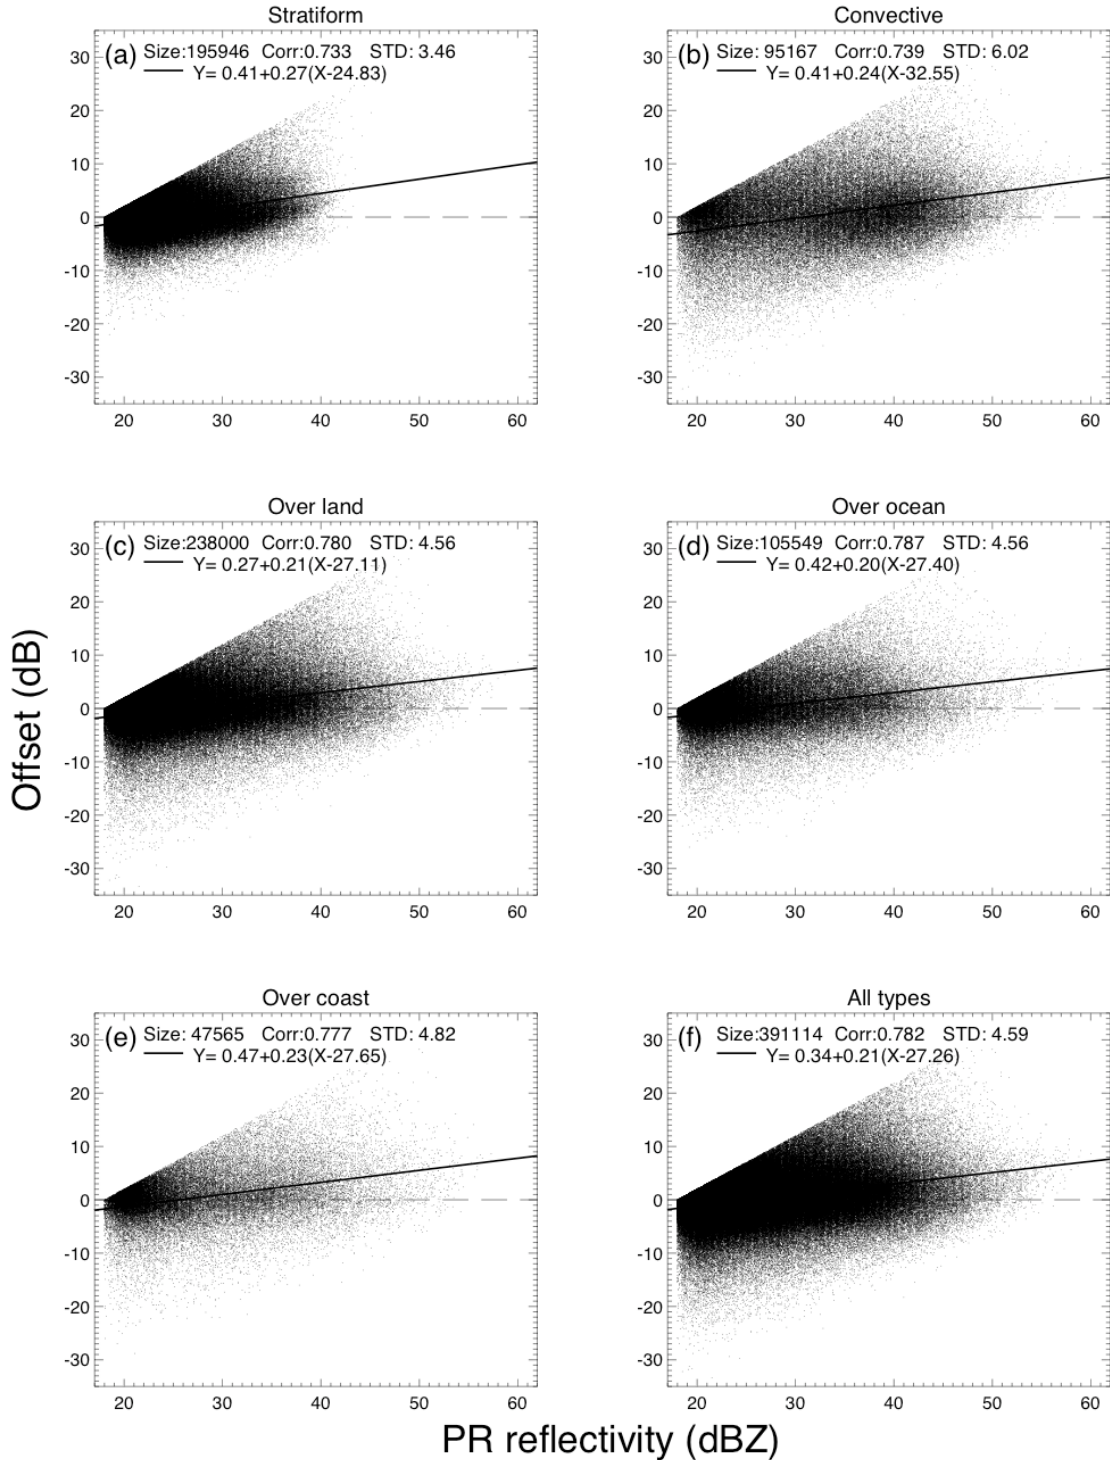 Stratiform
(a) Size:195946 Corr:0.733 STD: 3.46
Y= 0.41+0.27(X-24.83)
30
20
10
0
-10
-20
-30
20 30 40 50 60
Convective
(b) Size: 95167 Corr:0.739 STD: 6.02
Y= 0.41+0.24(X-32.55)
30
20
10
0
-10
-20
-30
20 30 40 50 60
Over land
(c) Size:238000 Corr:0.780 STD: 4.56
Y= 0.27+0.21(X-27.11)
30
20
10
0
-10
-20
-30
20 30 40 50 60
Over ocean
(d) Size:105549 Corr:0.787 STD: 4.56
Y= 0.42+0.20(X-27.40)
30
20
10
0
-10
-20
-30
20 30 40 50 60
Offset (dB)
Over coast
(e) Size: 47565 Corr:0.777 STD: 4.82
Y= 0.47+0.23(X-27.65)
30
20
10
0
-10
-20
-30
20 30 40 50 60
All types
(f) Size:391114 Corr:0.782 STD: 4.59
Y= 0.34+0.21(X-27.26)
30
20
10
0
-10
-20
-30
20 30 40 50 60
PR reflectivity (dBZ)